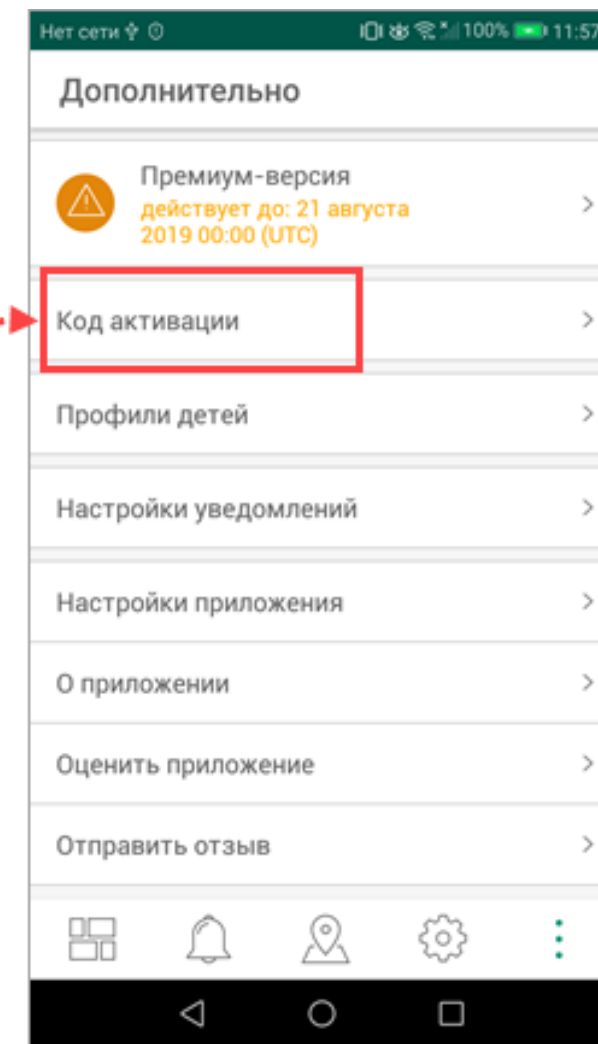 Нет сети 100% 11:57
Дополнительно
Премиум-версия
действует до: 21 августа
2019 00:00 (UTC)
Код активации
Профили детей
Настройки уведомлений
Настройки приложения
О приложении
Оценить приложение
Отправить отзыв